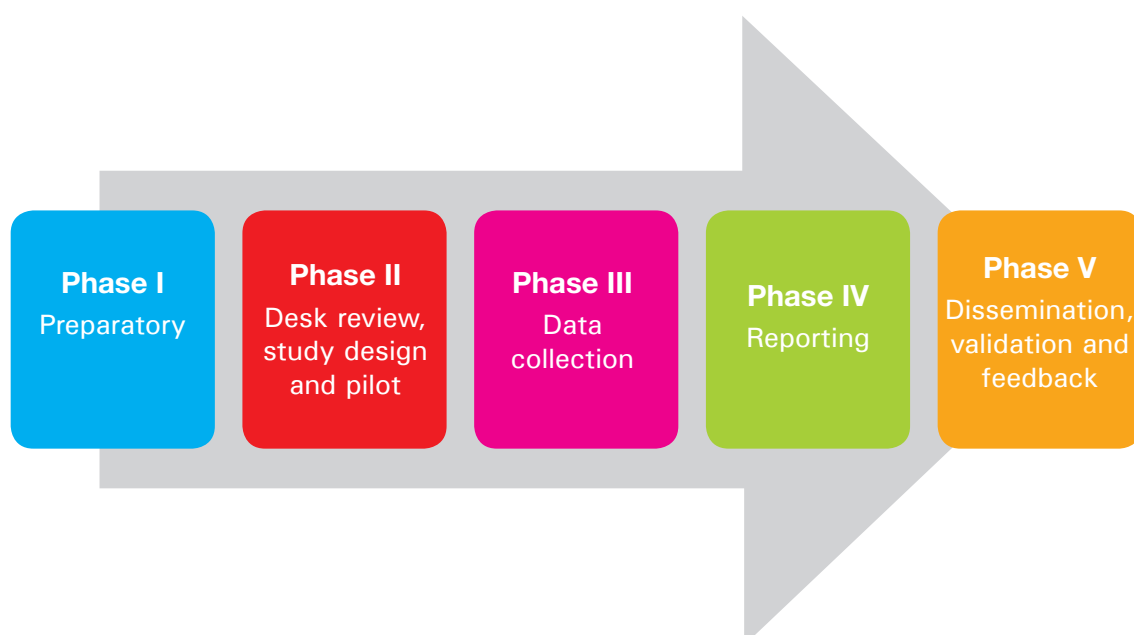 Phase I
Preparatory
Phase II
Desk review,
study design
and pilot
Phase III
Data
collection
Phase IV
Reporting
Phase V
Dissemination,
validation and
feedback